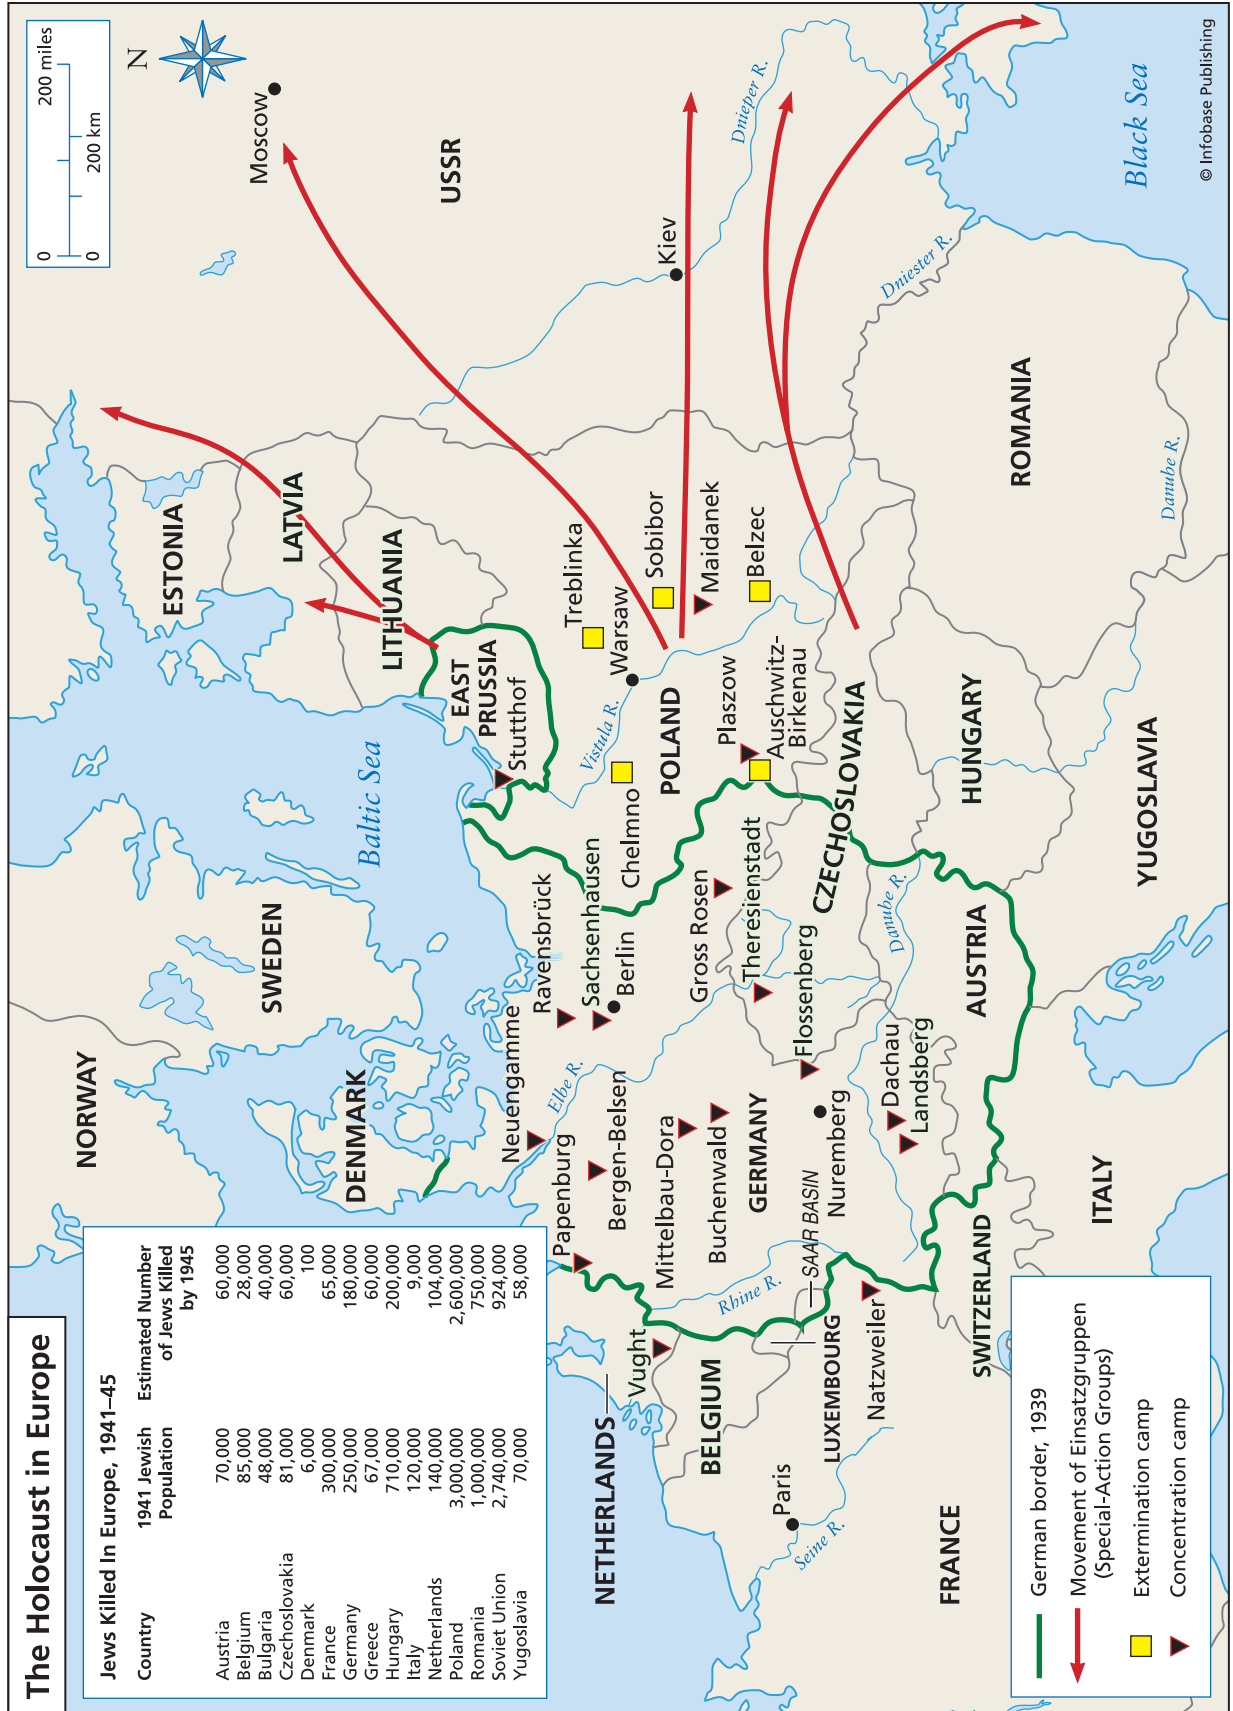 The Holocaust in Europe
Jews Killed In Europe, 1941–45
Country 1941 Jewish Population Estimated Number of Jews Killed by 1945
Austria 70,000 60,000
Belgium 85,000 28,000
Bulgaria 48,000 40,000
Czechoslovakia 81,000 60,000
Denmark 6,000 100
France 300,000 65,000
Germany 250,000 180,000
Greece 67,000 60,000
Hungary 710,000 200,000
Italy 120,000 9,000
Netherlands 140,000 104,000
Poland 3,000,000 2,600,000
Romania 1,000,000 750,000
Soviet Union 2,740,000 924,000
Yugoslavia 70,000 58,000
0 200 miles
0 200 km
N
NORWAY
SWEDEN
ESTONIA
LATVIA
LITHUANIA
DENMARK
Baltic Sea
EAST
PRUSSIA
Stutthof
Moscow
USSR
Kiev
Dnieper R.
Dniester R.
Black Sea
Neuengamme
Ravensbrück
Sachsenhausen
Berlin
Papenburg
Elbe R.
Bergen-Belsen
Mittelbau-Dora
Buchenwald
GERMANY
Chelmno
Vistula R.
Warsaw
Treblinka
Sobibor
Maidanek
Belzec
POLAND
Plaszow
Auschwitz-
Birkenau
Gross Rosen
Theresienstadt
Flossenberg
Nuremberg
CZECHOSLOVAKIA
NETHERLANDS
Vught
BELGIUM
Rhine R.
SAAR BASIN
LUXEMBOURG
Natzweiler
Paris
Seine R.
FRANCE
Dachau
Landsberg
Danube R.
AUSTRIA
HUNGARY
ROMANIA
Danube R.
SWITZERLAND
ITALY
YUGOSLAVIA
German border, 1939
Movement of Einsatzgruppen
(Special-Action Groups)
Extermination camp
Concentration camp
© Infobase Publishing